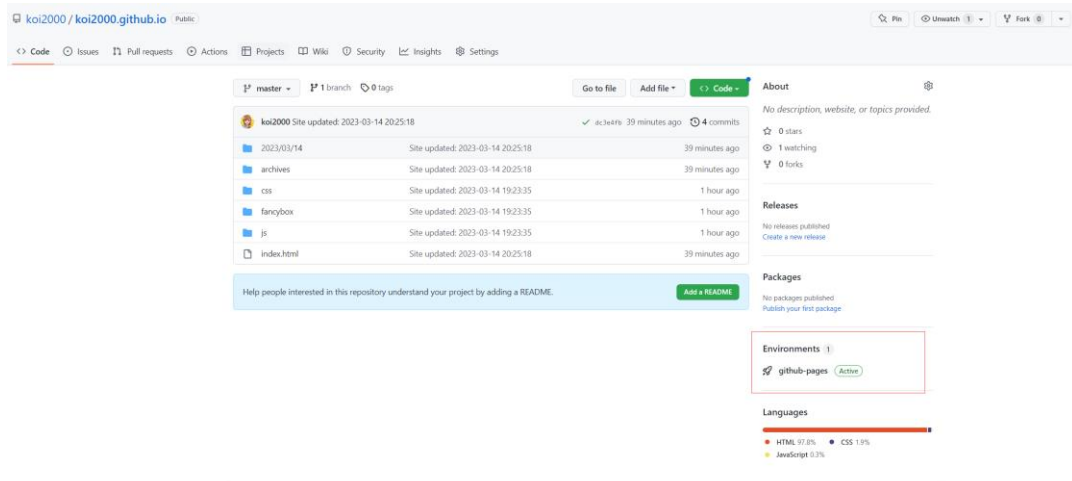 koi2000 / koi2000.github.io Public
Pin Unwatch 1 Fork 0
Code Issues Pull requests Actions Projects Wiki Security Insights Settings
master 1 branch 0 tags Go to file Add file Code
koi2000 Site updated: 2023-03-14 20:25:18 dc3e4fb 39 minutes ago 4 commits
2023/03/14 Site updated: 2023-03-14 20:25:18 39 minutes ago
archives Site updated: 2023-03-14 20:25:18 39 minutes ago
css Site updated: 2023-03-14 19:23:35 1 hour ago
fancybox Site updated: 2023-03-14 19:23:35 1 hour ago
js Site updated: 2023-03-14 19:23:35 1 hour ago
index.html Site updated: 2023-03-14 20:25:18 39 minutes ago
Help people interested in this repository understand your project by adding a README. Add a README
About
No description, website, or topics provided.
0 stars
1 watching
0 forks
Releases
No releases published
Create a new release
Packages
No packages published
Publish your first package
Environments 1
github-pages Active
Languages
HTML 97.8% CSS 1.9%
JavaScript 0.3%